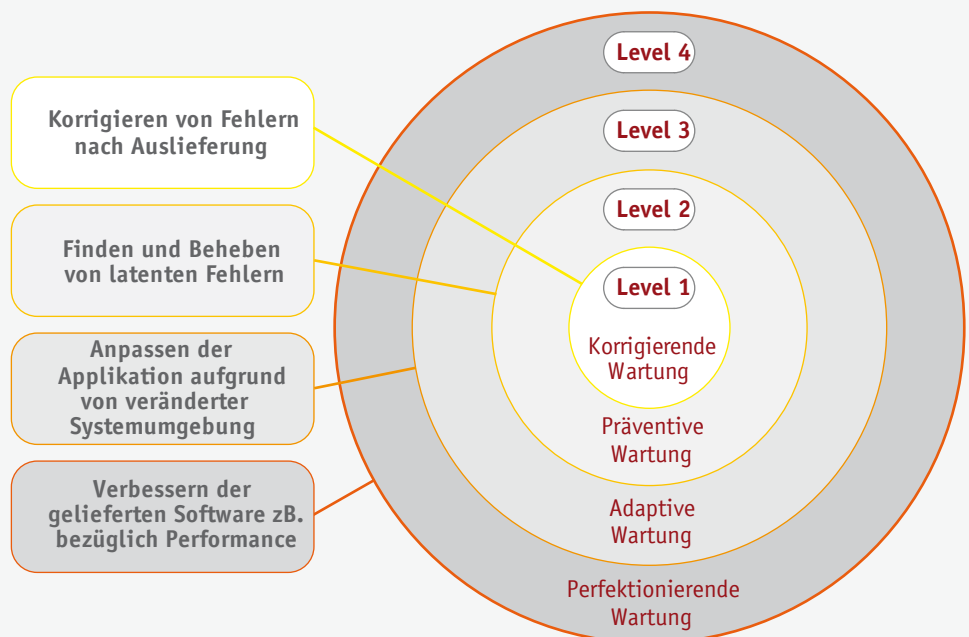 Korrigieren von Fehlern
nach Auslieferung
Finden und Beheben
von latenten Fehlern
Anpassen der
Applikation aufgrund
von veränderter
Systemumgebung
Verbessern der
gelieferten Software zB.
bezüglich Performance
Level 4
Level 3
Level 2
Level 1
Korrigierende
Wartung
Präventive
Wartung
Adaptive
Wartung
Perfektionierende
Wartung